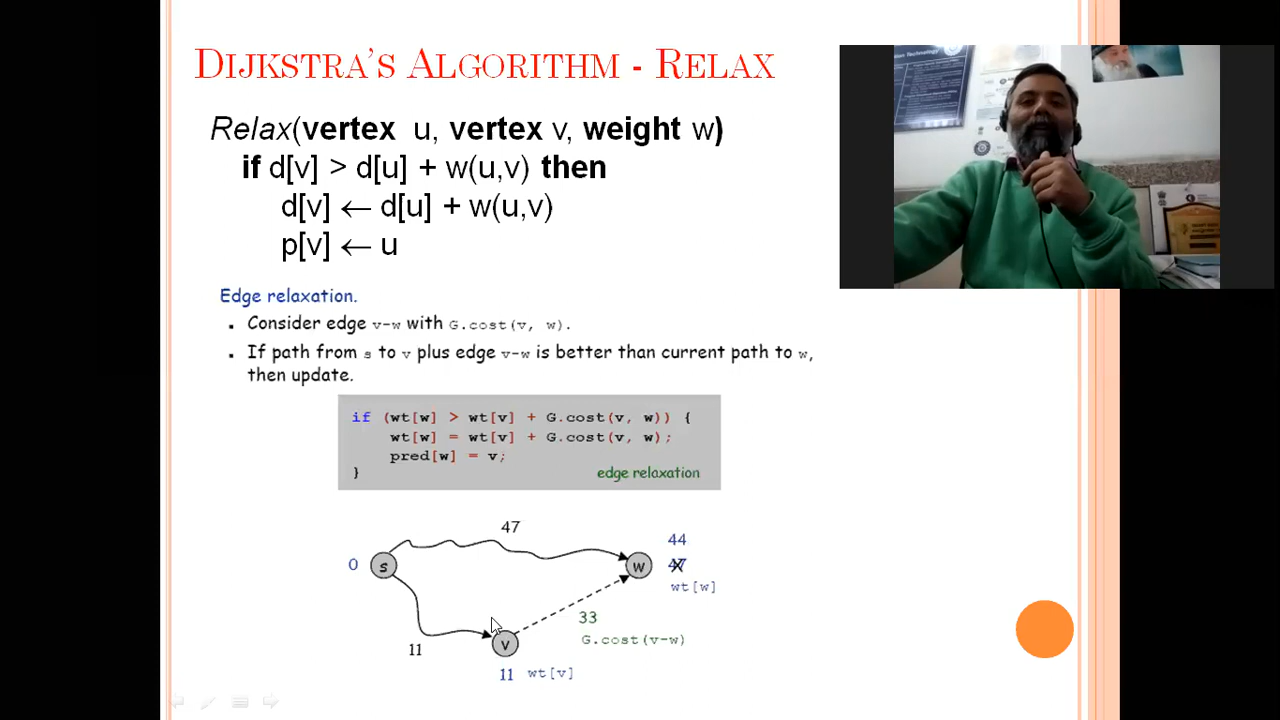 DIJKSTRA'S ALGORITHM - RELAX
Relax(vertex u, vertex v, weight w)
if d[v] > d[u] + w(u,v) then
d[v] ← d[u] + w(u,v)
p[v] ← u
Edge relaxation.
▪ Consider edge v-w with G.cost(v, w).
▪ If path from s to v plus edge v-w is better than current path to w,
then update.
if (wt[w] > wt[v] + G.cost(v, w)) {
wt[w] = wt[v] + G.cost(v, w);
pred[w] = v;
}
edge relaxation
47
44
0
s
w
47
wt[w]
33
G.cost(v-w)
11
v
11 wt[v]